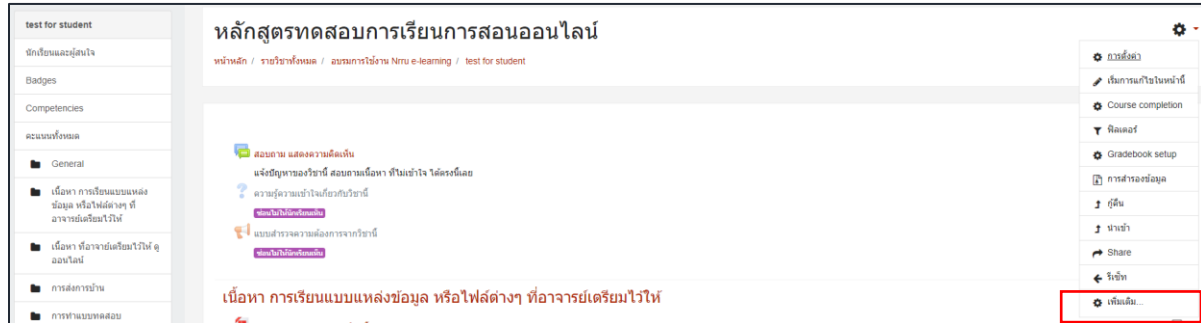 test for student
นักเรียนและผู้สนใจ
Badges
Competencies
คะแนนทั้งหมด
General
เนื้อหา การเรียนแบบแหลง
ข้อมูล หรือไฟล์ต่างๆ ที่
อาจารย์เตรียมไว้ให้
เนื้อหา ที่อาจาย์เตรียมไว้ให้ ดู
ออนไลน์
การส่งการบ้าน
การทำแบบทดสอบ
หลักสูตรทดสอบการเรียนการสอนออนไลน์
หน้าหลัก / รายวิชาทั้งหมด / อบรมการใช้งาน Nrru e-learning / test for student
สอบถาม แสดงความคิดเห็น
แจ้งปัญหาของวิชานี้ สอบถามเนื้อหา ที่ไม่เข้าใจ ได้ตรงนี้เลย
ความรู้ความเข้าใจเกี่ยวกับวิชานี้
ซ่อนไม่ให้นักเรียนเห็น
แบบสำรวจความต้องการจากวิชานี้
ซ่อนไม่ให้นักเรียนเห็น
เนื้อหา การเรียนแบบแหล่งข้อมูล หรือไฟล์ต่างๆ ที่อาจารย์เตรียมไว้ให้
การตั้งค่า
เริ่มการแก้ไขในหน้านี้
Course completion
ฟิลเตอร์
Gradebook setup
การสำรองข้อมูล
กู้คืน
นำเข้า
Share
รีเซ็ท
เพิ่มเติม...